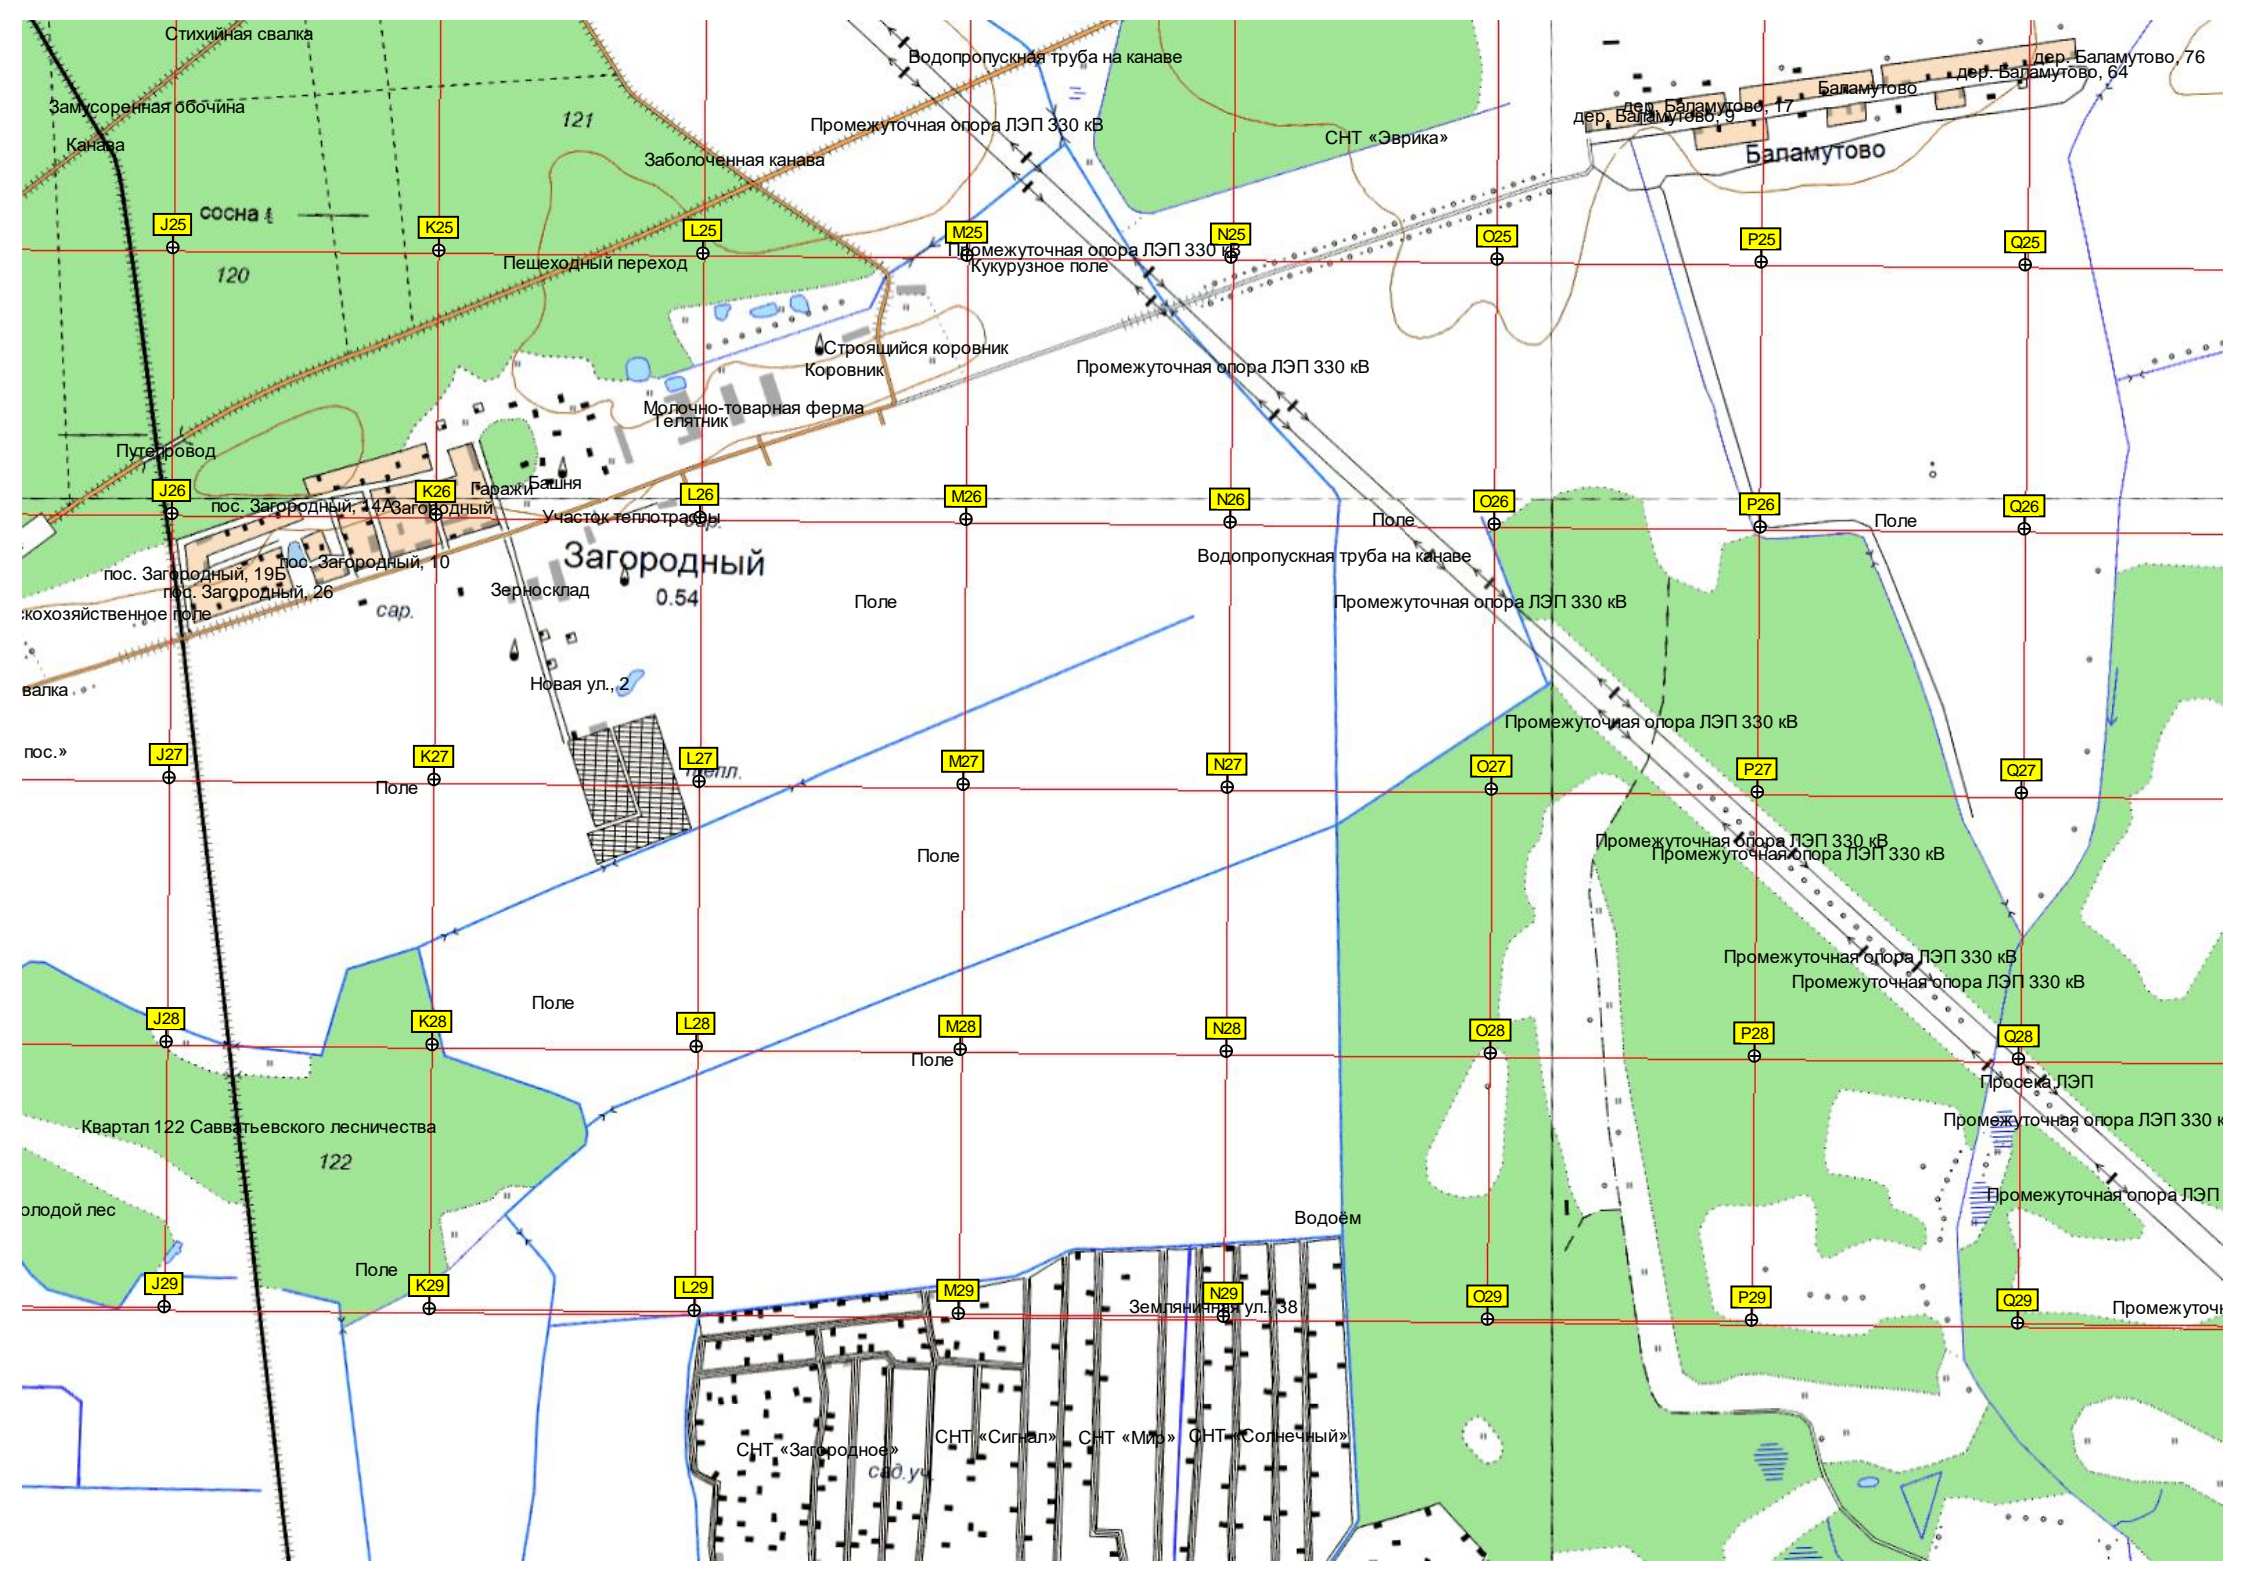 Стихийная свалка
Водопропускная труба на канаве
дер. Баламутово, 76
дер. Баламутово, 64
Баламутово
Замусоренная обочина
дер. Баламутово, 17
дер. Баламутово, 9
121
Промежуточная опора ЛЭП 330 кВ
СНТ «Эврика»
Канава
Заболоченная канава
Баламутово
сосна
J25
K25
L25
M25
N25
O25
P25
Q25
Промежуточная опора ЛЭП 330 кВ
Пешеходный переход
Кукурузное поле
120
Строящийся коровник
Коровник
Промежуточная опора ЛЭП 330 кВ
Молочно-товарная ферма
Телятник
Путепровод
Гаражи
Башня
J26
K26
L26
M26
N26
O26
P26
Q26
пос. Загородный, 14А
Загородный
Участок теплотрассы
сар.
Поле
Поле
Загородный
0.54
Водопропускная труба на канаве
пос. Загородный, 10
пос. Загородный, 19Б
пос. Загородный, 26
Зерносклад
сар.
Поле
Промежуточная опора ЛЭП 330 кВ
скохозяйственное поле
валка
Новая ул., 2
Промежуточная опора ЛЭП 330 кВ
пос.»
J27
K27
L27
M27
N27
O27
P27
Q27
тепл.
Поле
Промежуточная опора ЛЭП 330 кВ
Промежуточная опора ЛЭП 330 кВ
Поле
Промежуточная опора ЛЭП 330 кВ
Промежуточная опора ЛЭП 330 кВ
Поле
J28
K28
L28
M28
N28
O28
P28
Q28
Поле
Просека ЛЭП
Промежуточная опора ЛЭП 330 к
Квартал 122 Савватьевского лесничества
122
Промежуточная опора ЛЭП
олодой лес
Водоём
Поле
J29
K29
L29
M29
N29
O29
P29
Q29
Земляничная ул., 38
Промежуточн
СНТ «Загородное»
СНТ «Сигнал»
СНТ «Мир»
СНТ «Солнечный»
сад.уч.